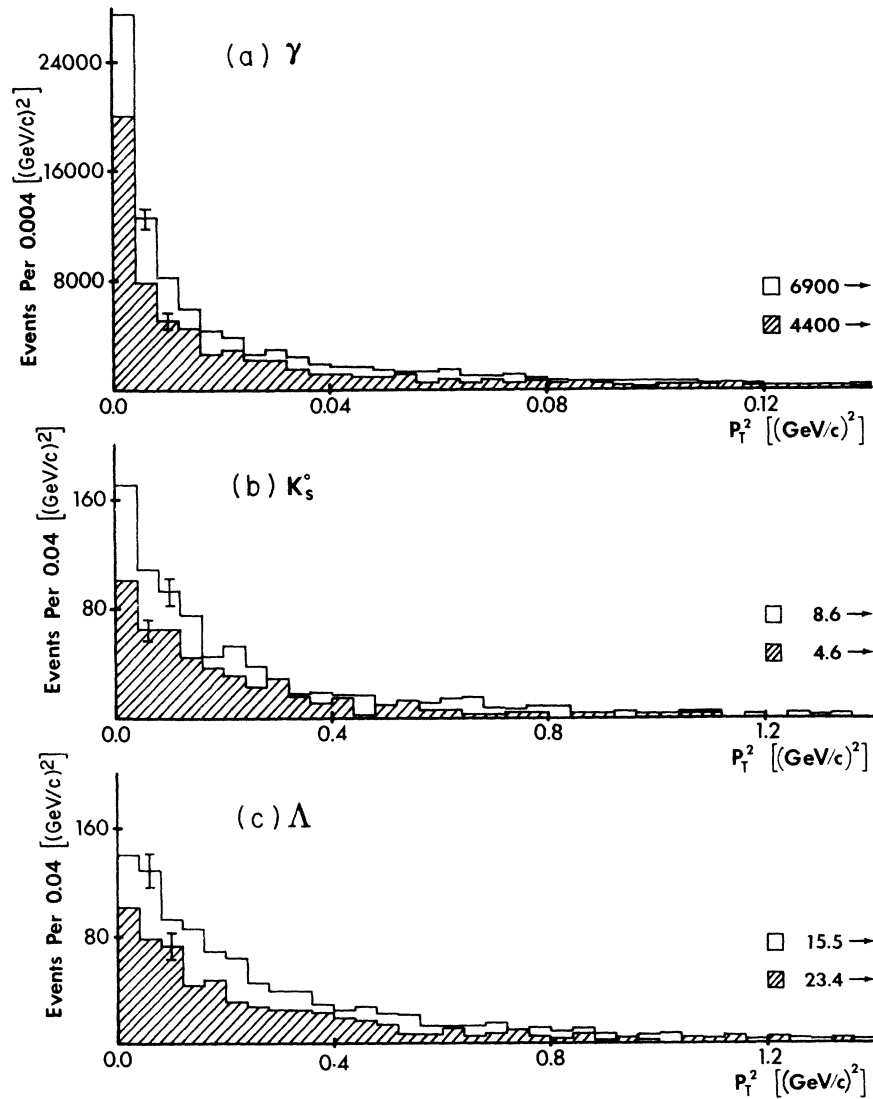 (a) γ
Events Per 0.004 [(GeV/c)²]
24000
16000
8000
6900 →
4400 →
0.0 0.04 0.08 0.12
P_T² [(GeV/c)²]
(b) K_s°
Events Per 0.04 [(GeV/c)²]
160
80
8.6 →
4.6 →
0.0 0.4 0.8 1.2
P_T² [(GeV/c)²]
(c) Λ
Events Per 0.04 [(GeV/c)²]
160
80
15.5 →
23.4 →
0.0 0·4 0.8 1.2
P_T² [(GeV/c)²]